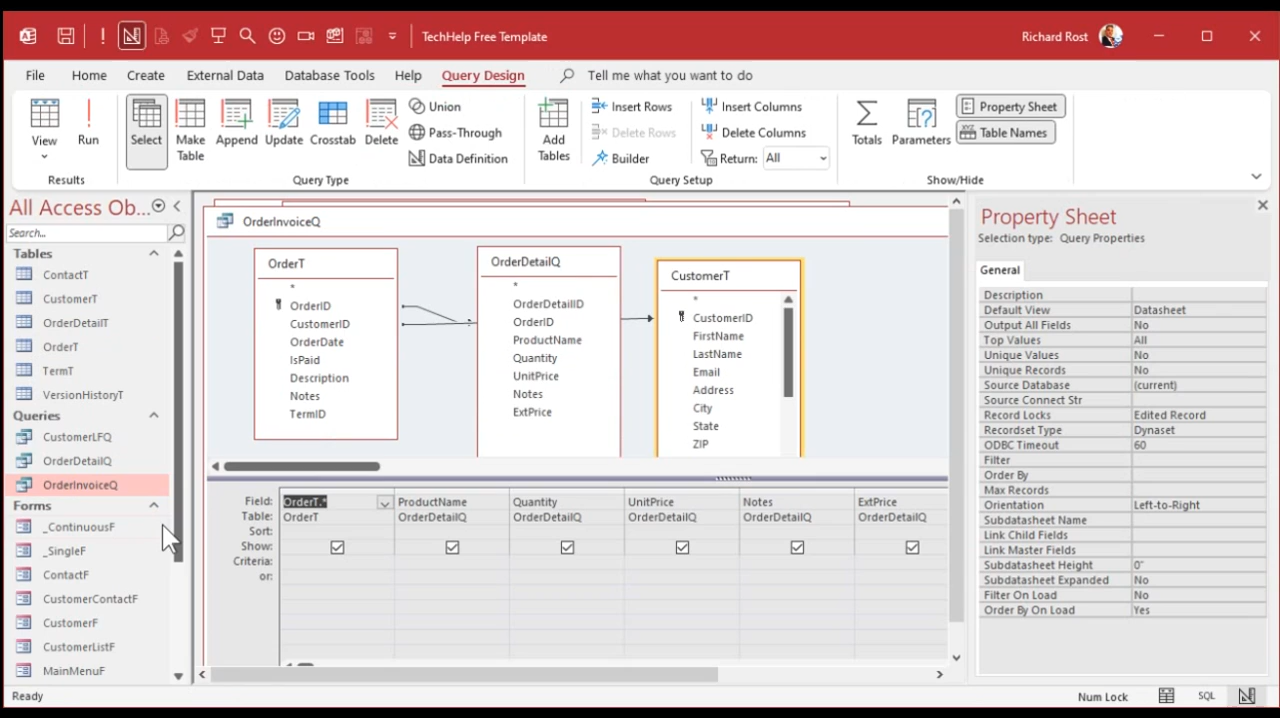 TechHelp Free Template
Richard Rost
File Home Create External Data Database Tools Help Query Design Tell me what you want to do
View
Run
Results
Select
Make Table
Append
Update
Crosstab
Delete
Union
Pass-Through
Data Definition
Query Type
Add Tables
Insert Rows
Delete Rows
Builder
Insert Columns
Delete Columns
Return: All
Query Setup
Totals
Parameters
Property Sheet
Table Names
Show/Hide
All Access Ob...
Search...
Tables
ContactT
CustomerT
OrderDetailT
OrderT
TermT
VersionHistoryT
Queries
CustomerLFQ
OrderDetailQ
OrderInvoiceQ
Forms
_ContinuousF
_SingleF
ContactF
CustomerContactF
CustomerF
CustomerListF
MainMenuF
OrderInvoiceQ
OrderT
*
OrderID
CustomerID
OrderDate
IsPaid
Description
Notes
TermID
OrderDetailQ
*
OrderDetailID
OrderID
ProductName
Quantity
UnitPrice
Notes
ExtPrice
CustomerT
*
CustomerID
FirstName
LastName
Email
Address
City
State
ZIP
Field: OrderT.* ProductName Quantity UnitPrice Notes ExtPrice
Table: OrderT OrderDetailQ OrderDetailQ OrderDetailQ OrderDetailQ OrderDetailQ
Sort:
Show:
Criteria:
or:
Property Sheet
Selection type: Query Properties
General
Description
Default View Datasheet
Output All Fields No
Top Values All
Unique Values No
Unique Records No
Source Database (current)
Source Connect Str
Record Locks Edited Record
Recordset Type Dynaset
ODBC Timeout 60
Filter
Order By
Max Records
Orientation Left-to-Right
Subdatasheet Name
Link Child Fields
Link Master Fields
Subdatasheet Height 0"
Subdatasheet Expanded No
Filter On Load No
Order By On Load Yes
Ready
Num Lock
SQL